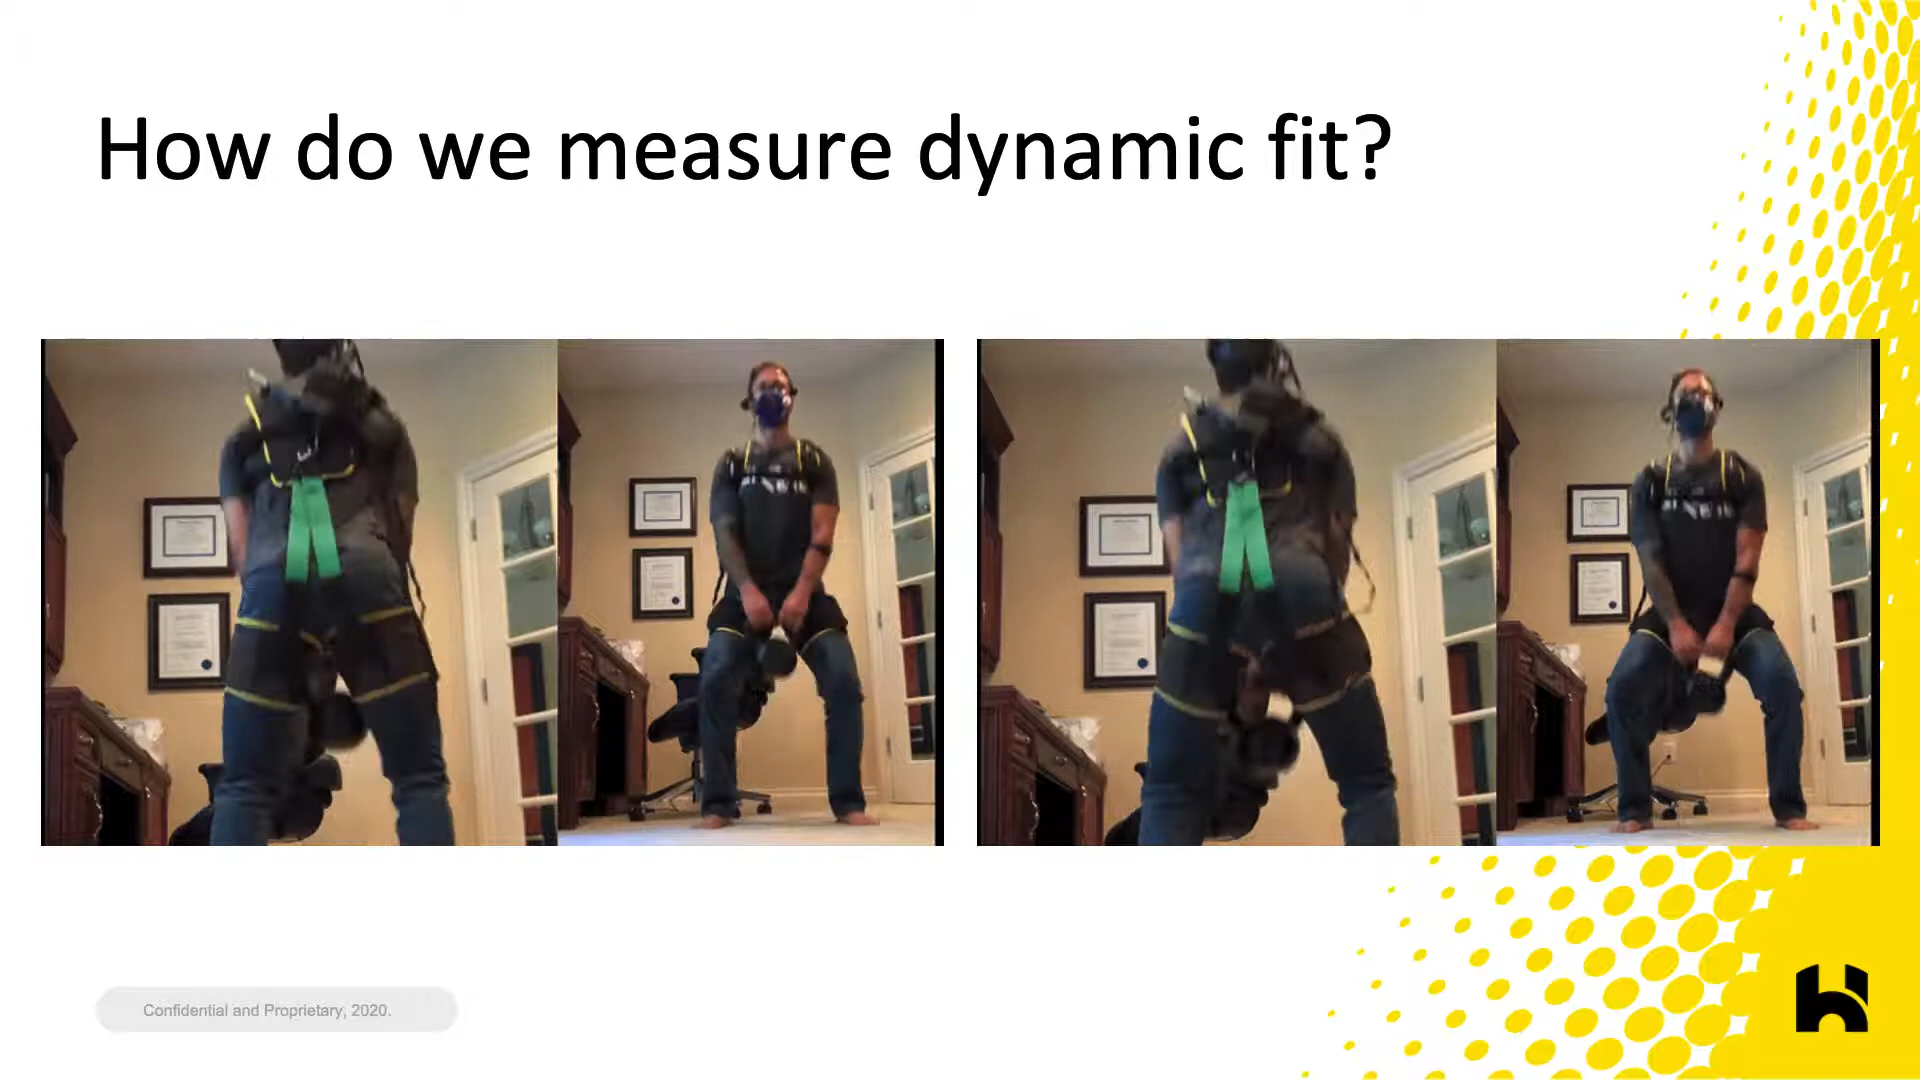 How do we measure dynamic fit?
Confidential and Proprietary, 2020.